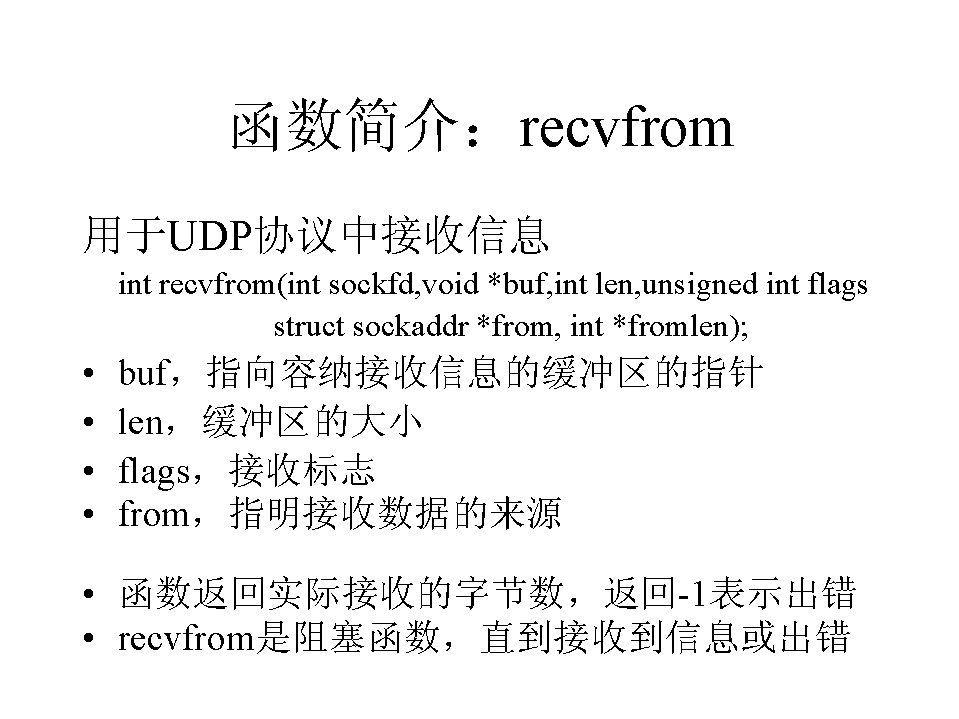 函数简介：recvfrom
用于UDP协议中接收信息
int recvfrom(int sockfd,void *buf,int len,unsigned int flags
struct sockaddr *from, int *fromlen);
• buf，指向容纳接收信息的缓冲区的指针
• len，缓冲区的大小
• flags，接收标志
• from，指明接收数据的来源
• 函数返回实际接收的字节数，返回-1表示出错
• recvfrom是阻塞函数，直到接收到信息或出错